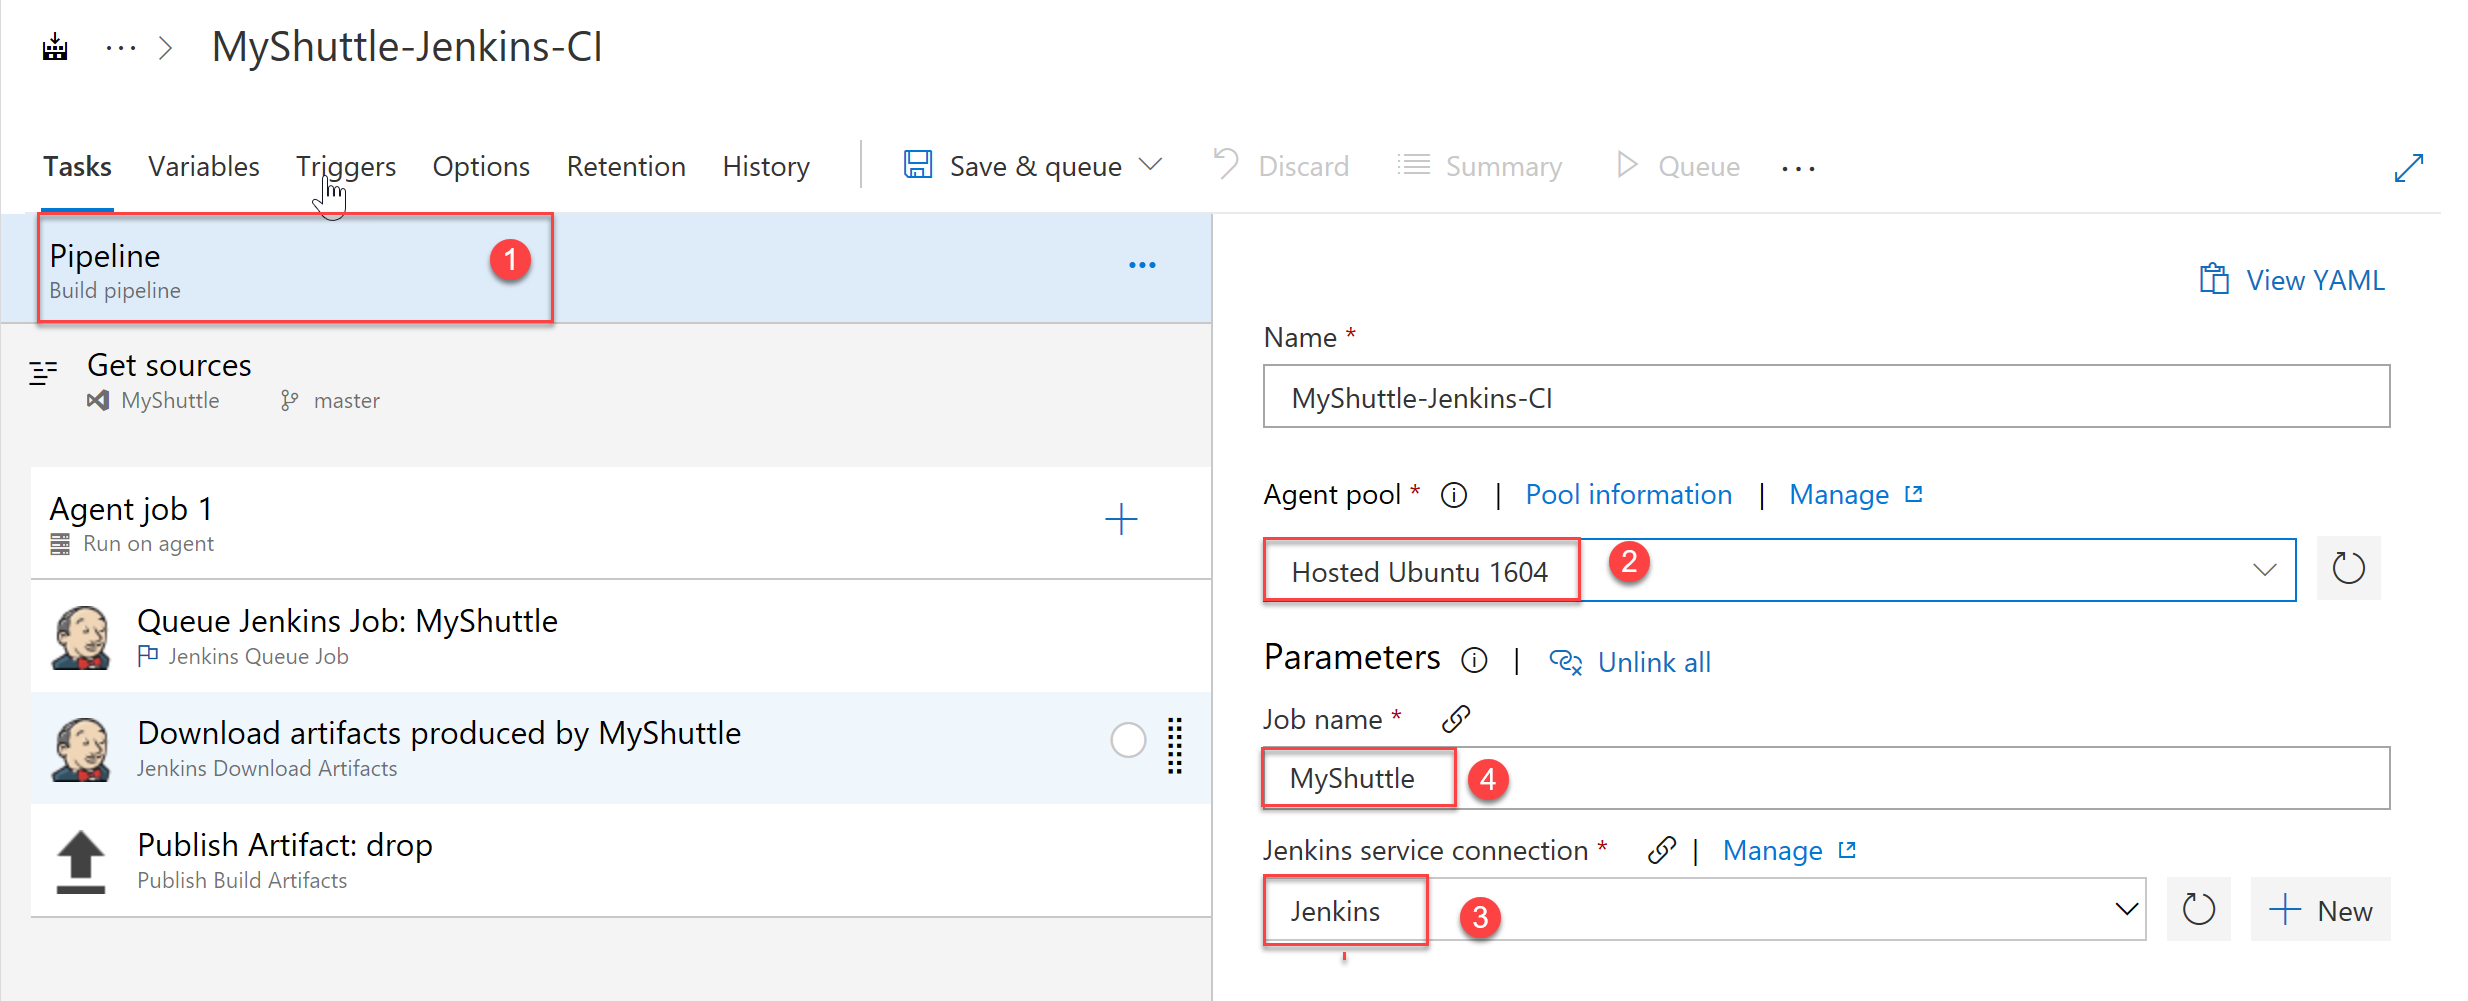 MyShuttle-Jenkins-CI
Tasks Variables Triggers Options Retention History Save & queue Discard Summary Queue
Pipeline
Build pipeline
1
Get sources
MyShuttle master
Agent job 1
Run on agent
Queue Jenkins Job: MyShuttle
Jenkins Queue Job
Download artifacts produced by MyShuttle
Jenkins Download Artifacts
Publish Artifact: drop
Publish Build Artifacts
View YAML
Name *
MyShuttle-Jenkins-CI
Agent pool * | Pool information | Manage
Hosted Ubuntu 1604 2
Parameters | Unlink all
Job name *
MyShuttle 4
Jenkins service connection * | Manage
Jenkins 3 New